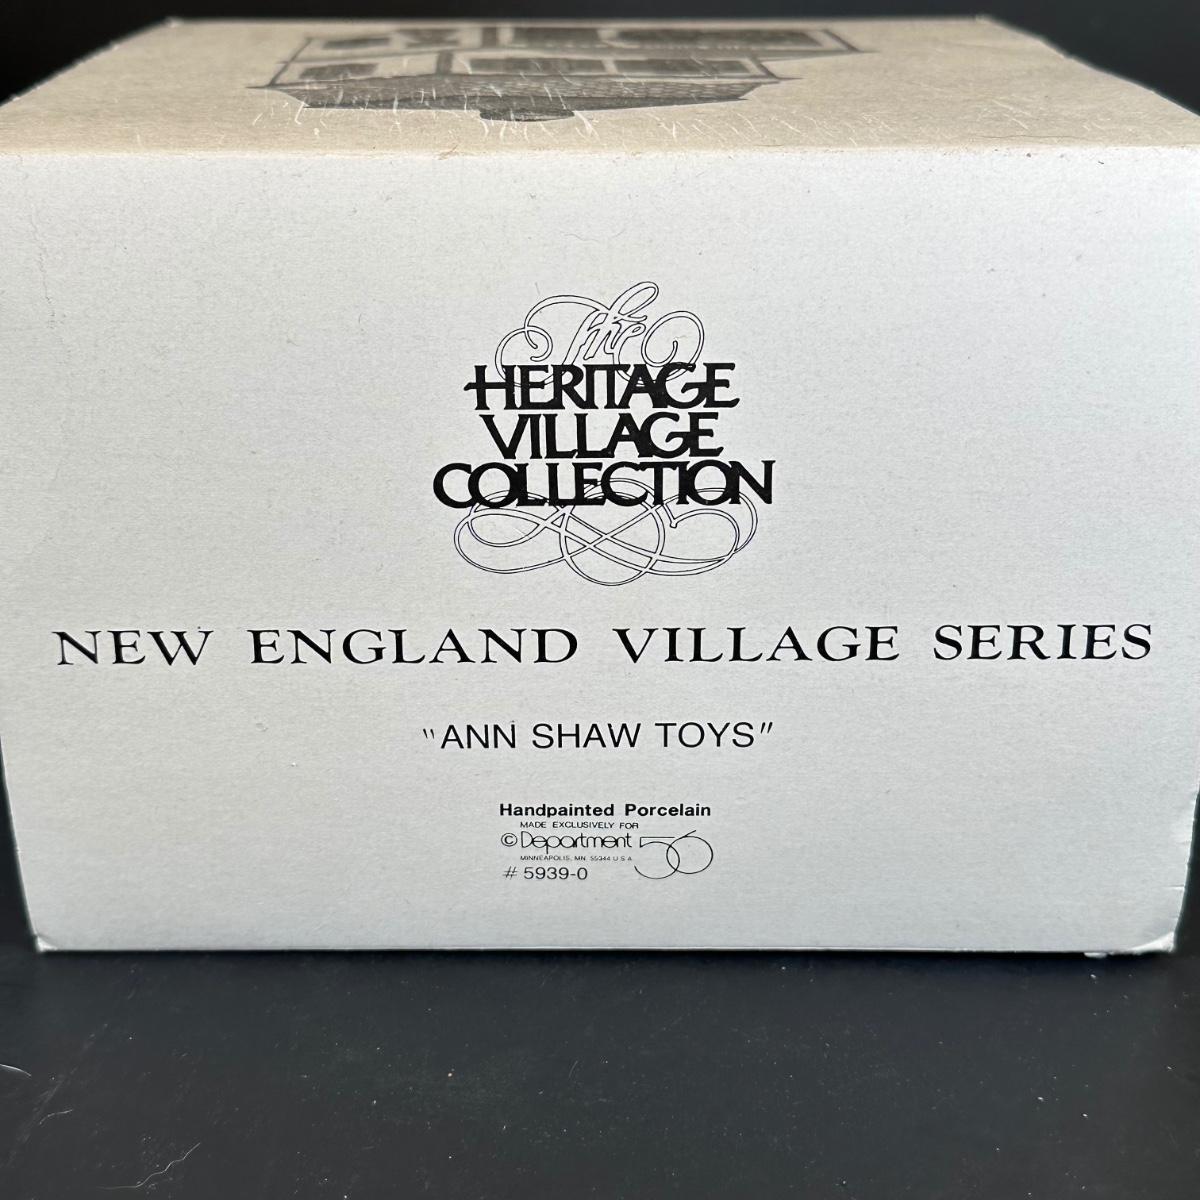 The
HERITAGE
VILLAGE
COLLECTION
NEW ENGLAND VILLAGE SERIES
"ANN SHAW TOYS"
Handpainted Porcelain
MADE EXCLUSIVELY FOR
© Department 56
MINNEAPOLIS, MN 55344 U S A
# 5939-0